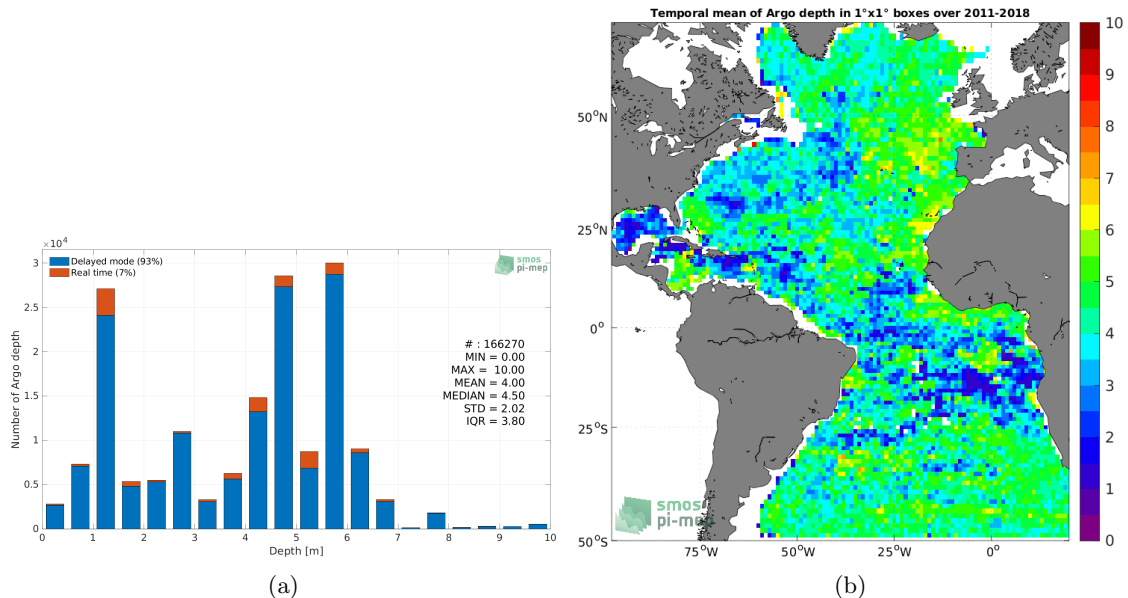 ×10⁴
3
2.5
2
1.5
1
0.5
0
Number of Argo depth
Delayed mode (93%)
Real time (7%)
smos
pi-mep
# : 166270
MIN = 0.00
MAX = 10.00
MEAN = 4.00
MEDIAN = 4.50
STD = 2.02
IQR = 3.80
0 1 2 3 4 5 6 7 8 9 10
Depth [m]
(a)
Temporal mean of Argo depth in 1°x1° boxes over 2011-2018
50°N
25°N
0°
25°S
50°S
75°W 50°W 25°W 0°
smos
pi-mep
10
9
8
7
6
5
4
3
2
1
0
(b)